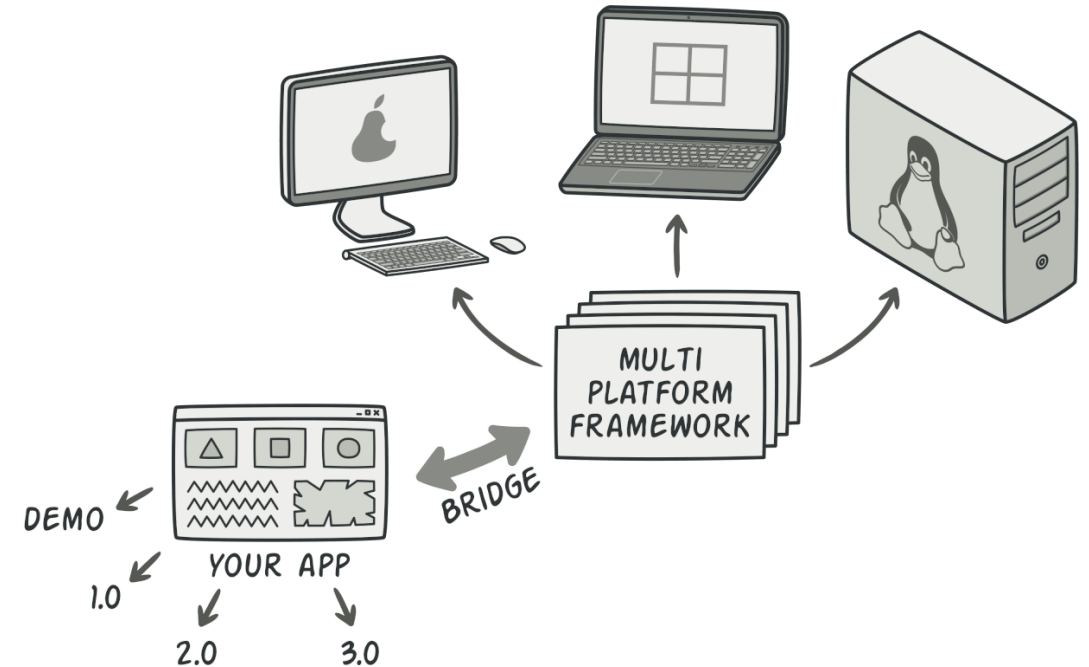 MULTI
PLATFORM
FRAMEWORK
BRIDGE
DEMO
YOUR APP
1.0
2.0
3.0